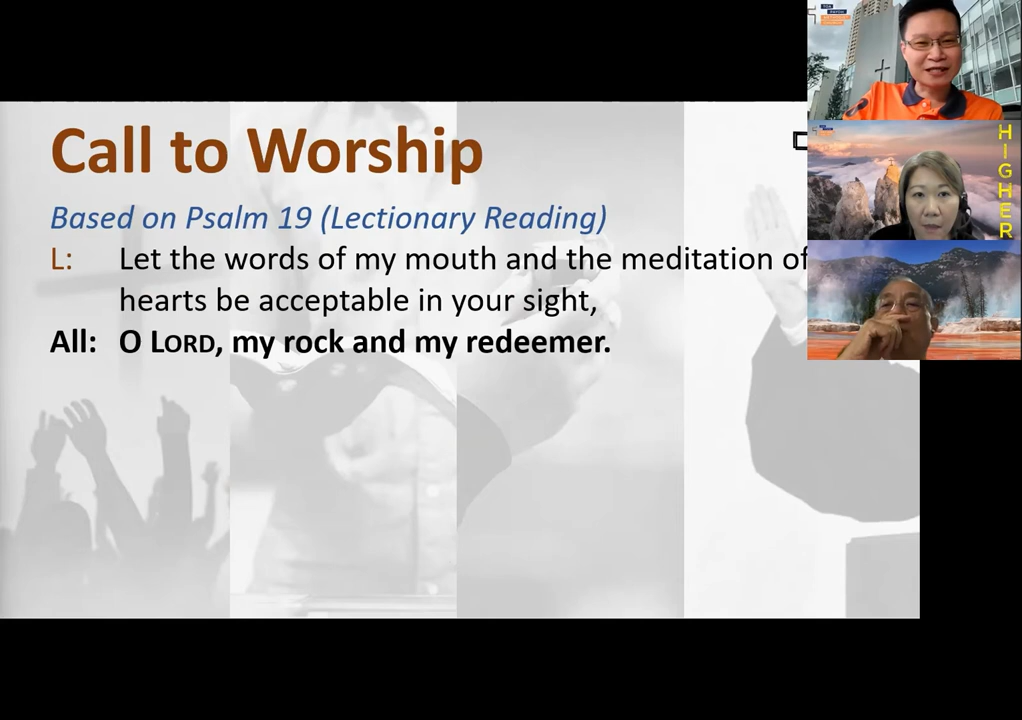 Call to Worship
Based on Psalm 19 (Lectionary Reading)
L: Let the words of my mouth and the meditation of
hearts be acceptable in your sight,
All: O LORD, my rock and my redeemer.
HIGHER